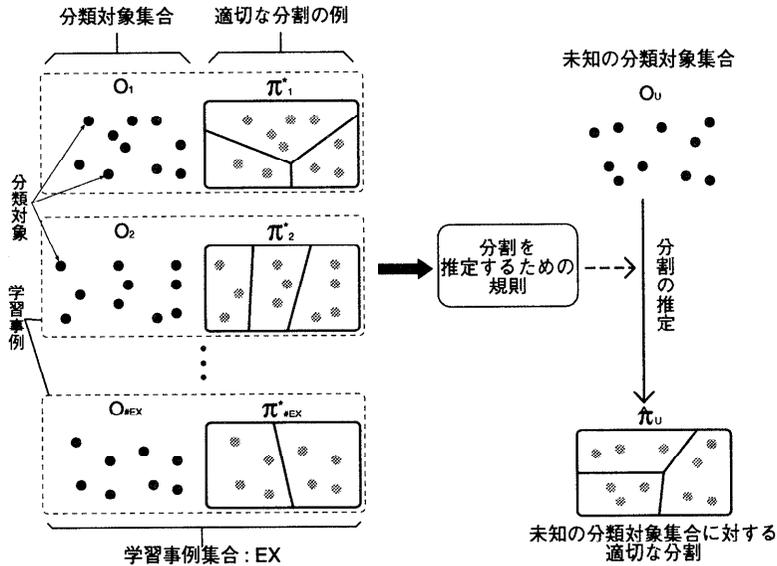 分類対象集合
適切な分割の例
O1
π*1
分類対象
O2
π*2
学習事例
O#EX
π*#EX
学習事例集合 : EX
分割を
推定するための
規則
未知の分類対象集合
OU
分割の推定
π̂U
未知の分類対象集合に対する
適切な分割